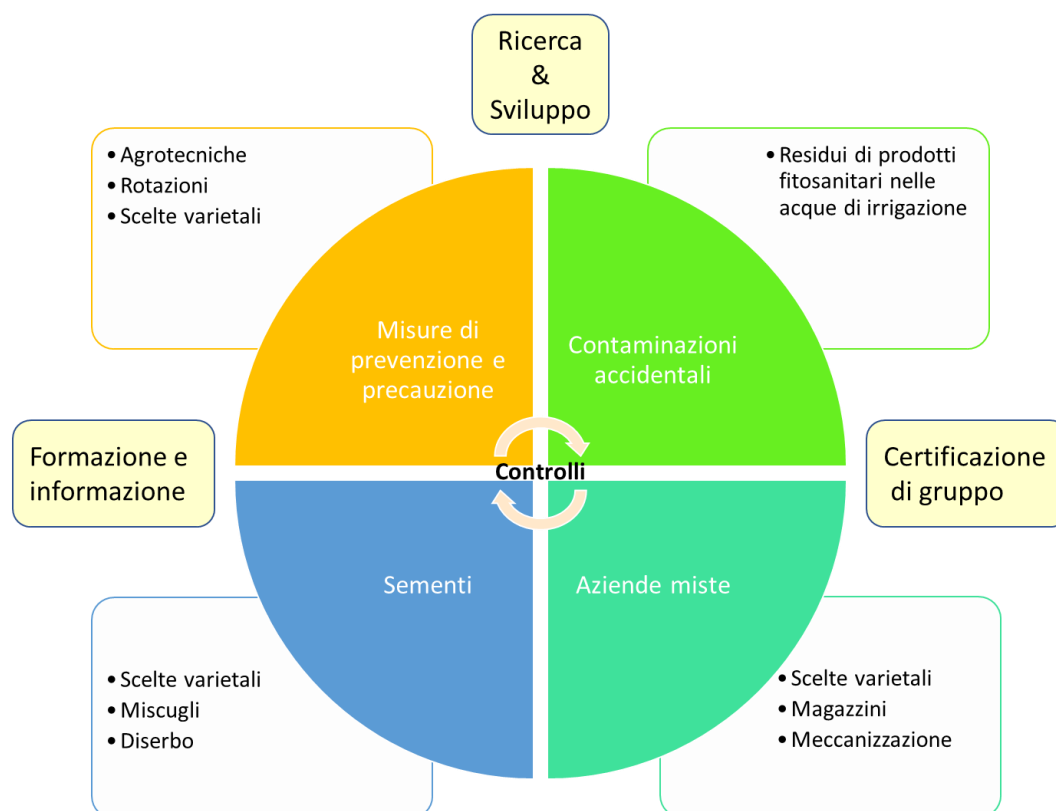 Ricerca
&
Sviluppo
• Agrotecniche
• Rotazioni
• Scelte varietali
• Residui di prodotti
fitosanitari nelle
acque di irrigazione
Misure di
prevenzione e
precauzione
Contaminazioni
accidentali
Formazione e
informazione
Controlli
Certificazione
di gruppo
Sementi
Aziende miste
• Scelte varietali
• Miscugli
• Diserbo
• Scelte varietali
• Magazzini
• Meccanizzazione